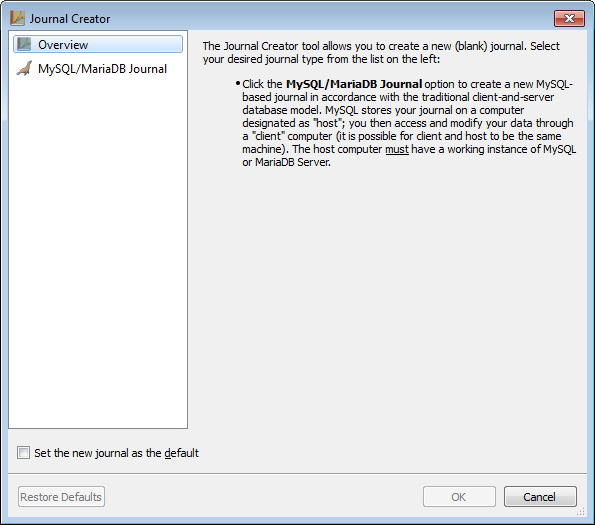 Journal Creator
Overview
MySQL/MariaDB Journal
The Journal Creator tool allows you to create a new (blank) journal. Select
your desired journal type from the list on the left:
• Click the MySQL/MariaDB Journal option to create a new MySQL-
based journal in accordance with the traditional client-and-server
database model. MySQL stores your journal on a computer
designated as "host"; you then access and modify your data through
a "client" computer (it is possible for client and host to be the same
machine). The host computer must have a working instance of MySQL
or MariaDB Server.
Set the new journal as the default
Restore Defaults
OK
Cancel